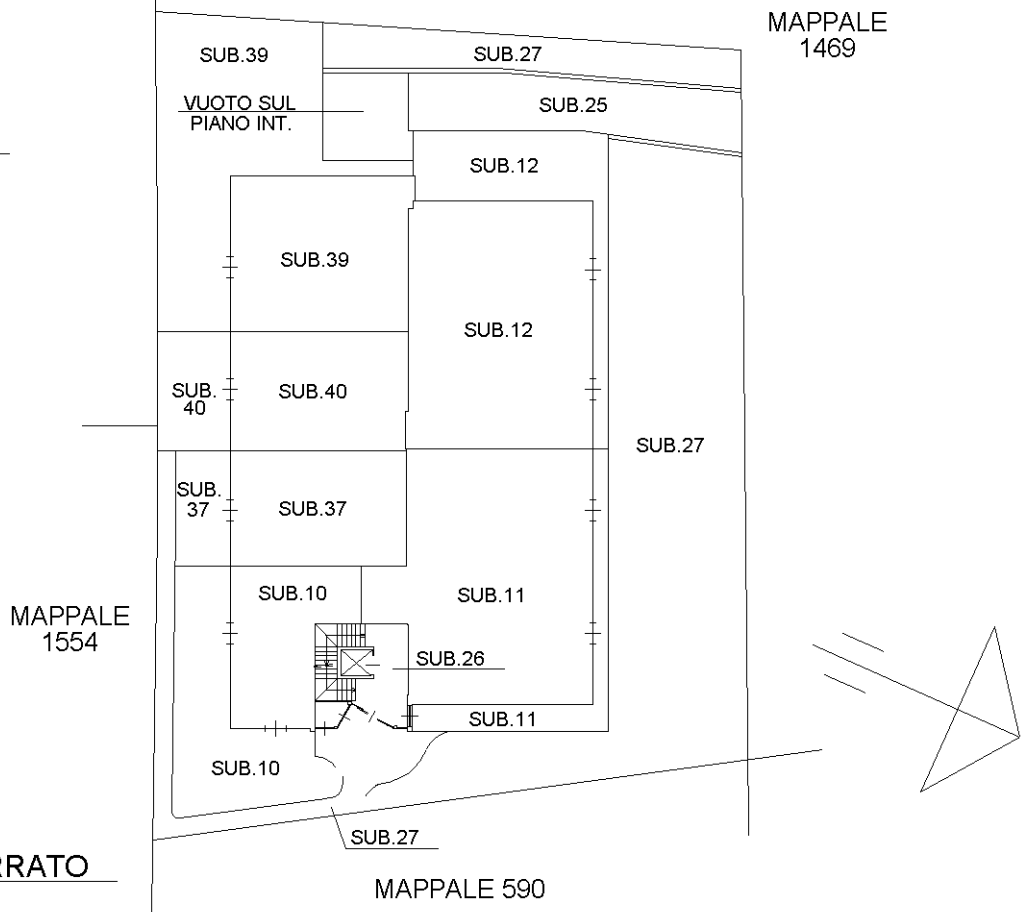 MAPPALE
1469
SUB.39
SUB.27
VUOTO SUL
PIANO INT.
SUB.25
SUB.12
SUB.39
SUB.12
SUB.
40
SUB.40
SUB.27
SUB.
37
SUB.37
SUB.10
SUB.11
MAPPALE
1554
SUB.26
SUB.11
SUB.10
SUB.27
RRATO
MAPPALE 590